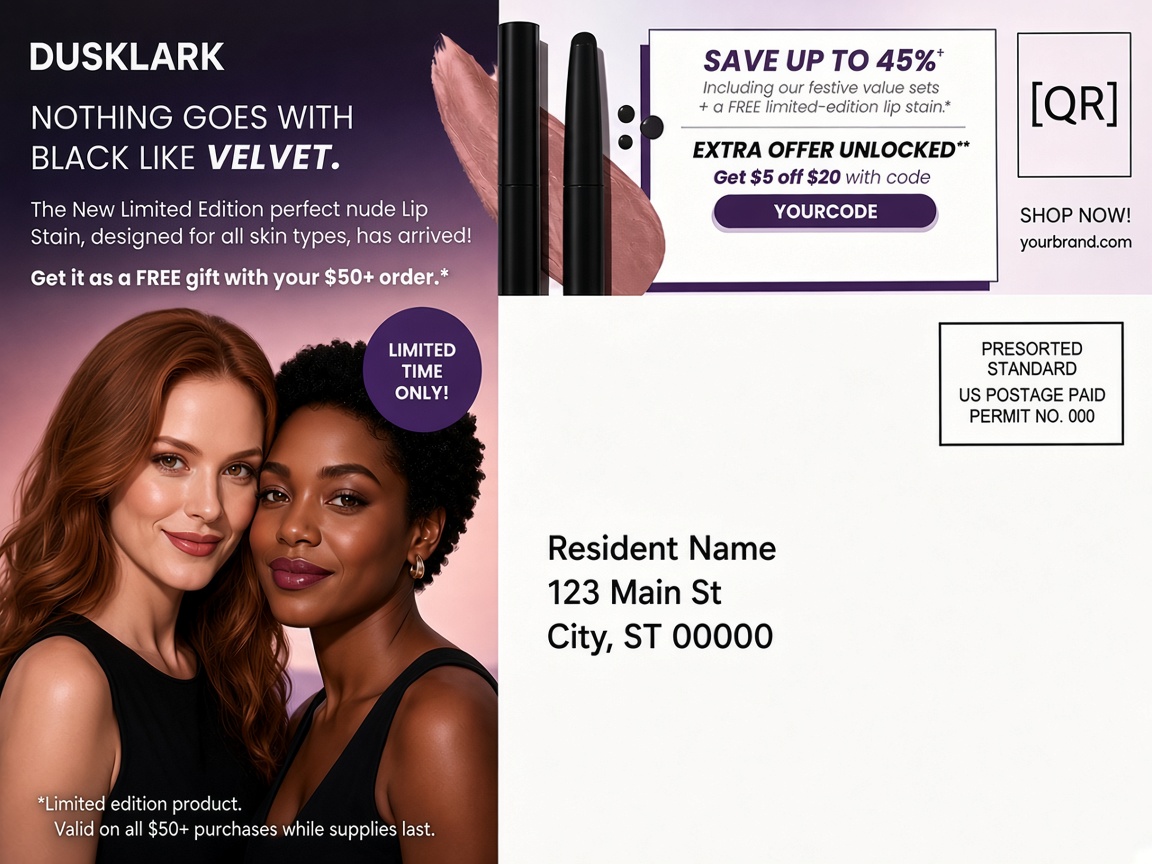 DUSKLARK
NOTHING GOES WITH
BLACK LIKE VELVET.
The New Limited Edition perfect nude Lip
Stain, designed for all skin types, has arrived!
Get it as a FREE gift with your $50+ order.*
LIMITED
TIME
ONLY!
*Limited edition product.
Valid on all $50+ purchases while supplies last.
SAVE UP TO 45%†
Including our festive value sets
+ a FREE limited-edition lip stain.*
EXTRA OFFER UNLOCKED**
Get $5 off $20 with code
YOURCODE
[QR]
SHOP NOW!
yourbrand.com
PRESORTED
STANDARD
US POSTAGE PAID
PERMIT NO. 000
Resident Name
123 Main St
City, ST 00000